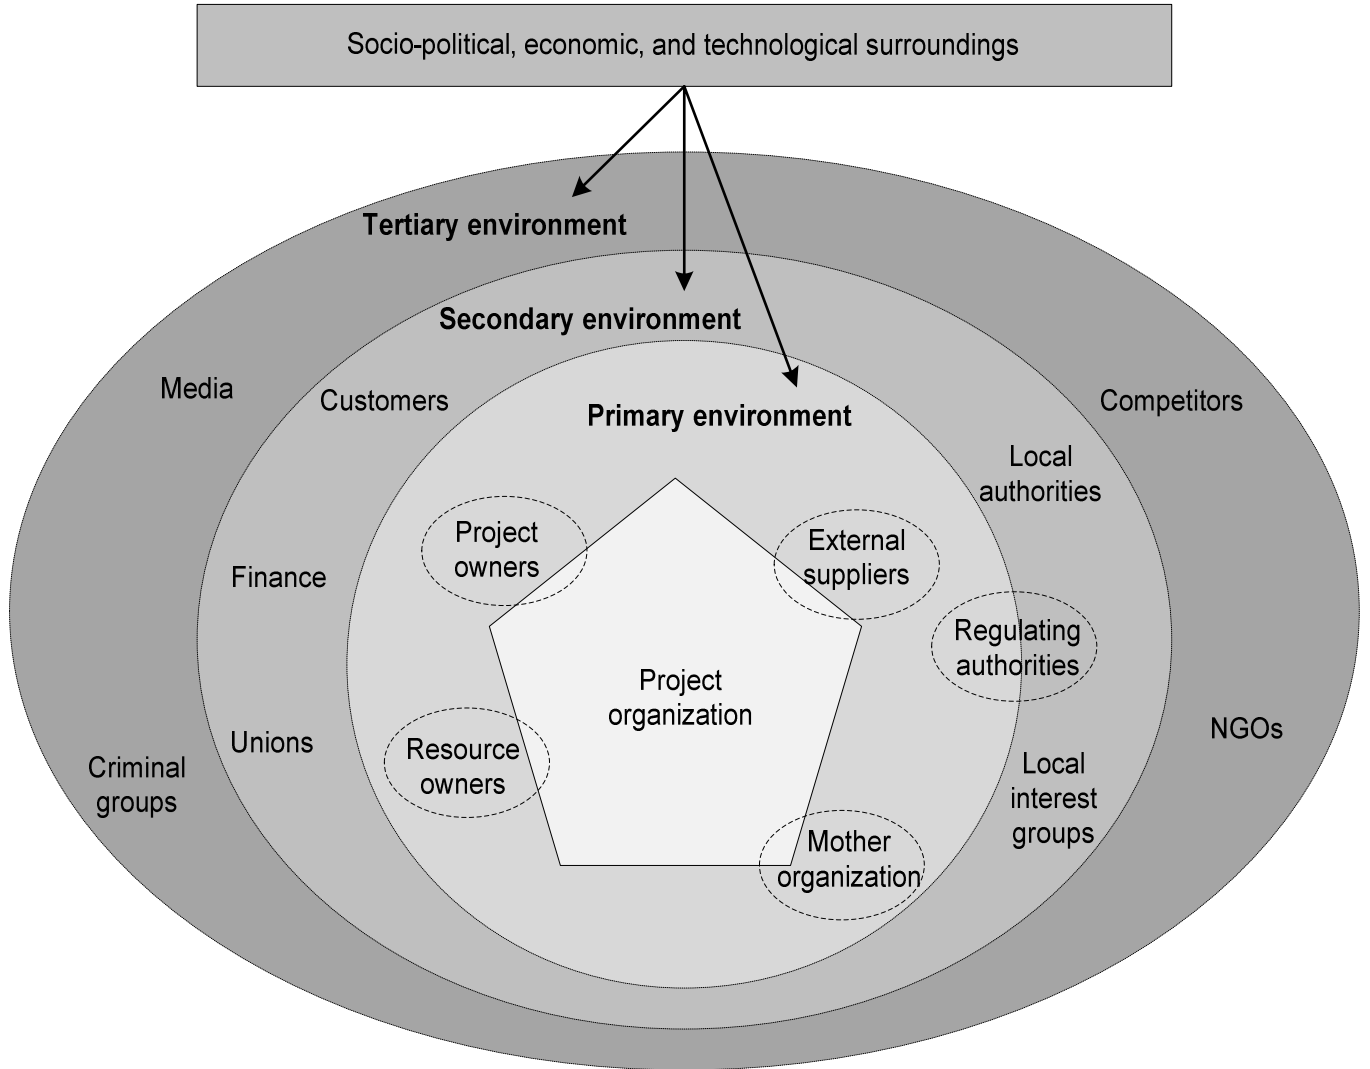 Socio-political, economic, and technological surroundings
Tertiary environment
Secondary environment
Primary environment
Media
Customers
Competitors
Local
authorities
Project
owners
External
suppliers
Finance
Regulating
authorities
Project
organization
Unions
Resource
owners
NGOs
Criminal
groups
Local
interest
groups
Mother
organization